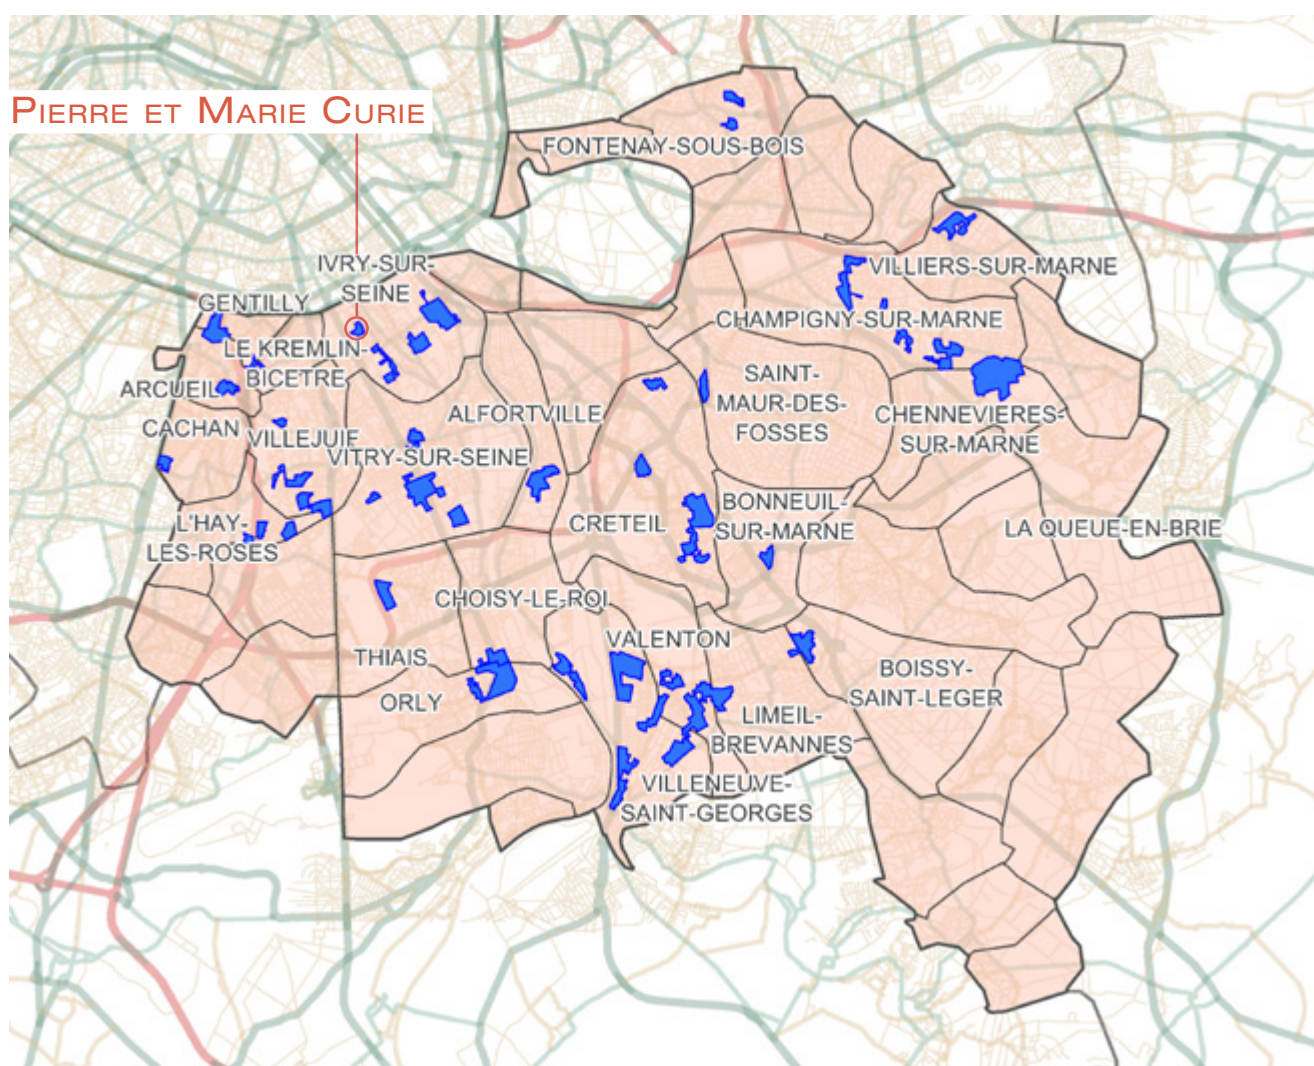 PIERRE ET MARIE CURIE
FONTENAY-SOUS-BOIS
IVRY-SUR-
SEINE
GENTILLY
VILLIERS-SUR-MARNE
CHAMPIGNY-SUR-MARNE
LE KREMLIN-
BICETRE
ARCUEIL
SAINT-
MAUR-DES-
FOSSES
CACHAN
VILLEJUIF
ALFORTVILLE
CHENNEVIERES-
SUR-MARNE
VITRY-SUR-SEINE
L'HAY-
LES-ROSES
CRETEIL
BONNEUIL-
SUR-MARNE
LA QUEUE-EN-BRIE
CHOISY-LE-ROI
VALENTON
THIAIS
BOISSY-
SAINT-LEGER
ORLY
LIMEIL-
BREVANNES
VILLENEUVE-
SAINT-GEORGES